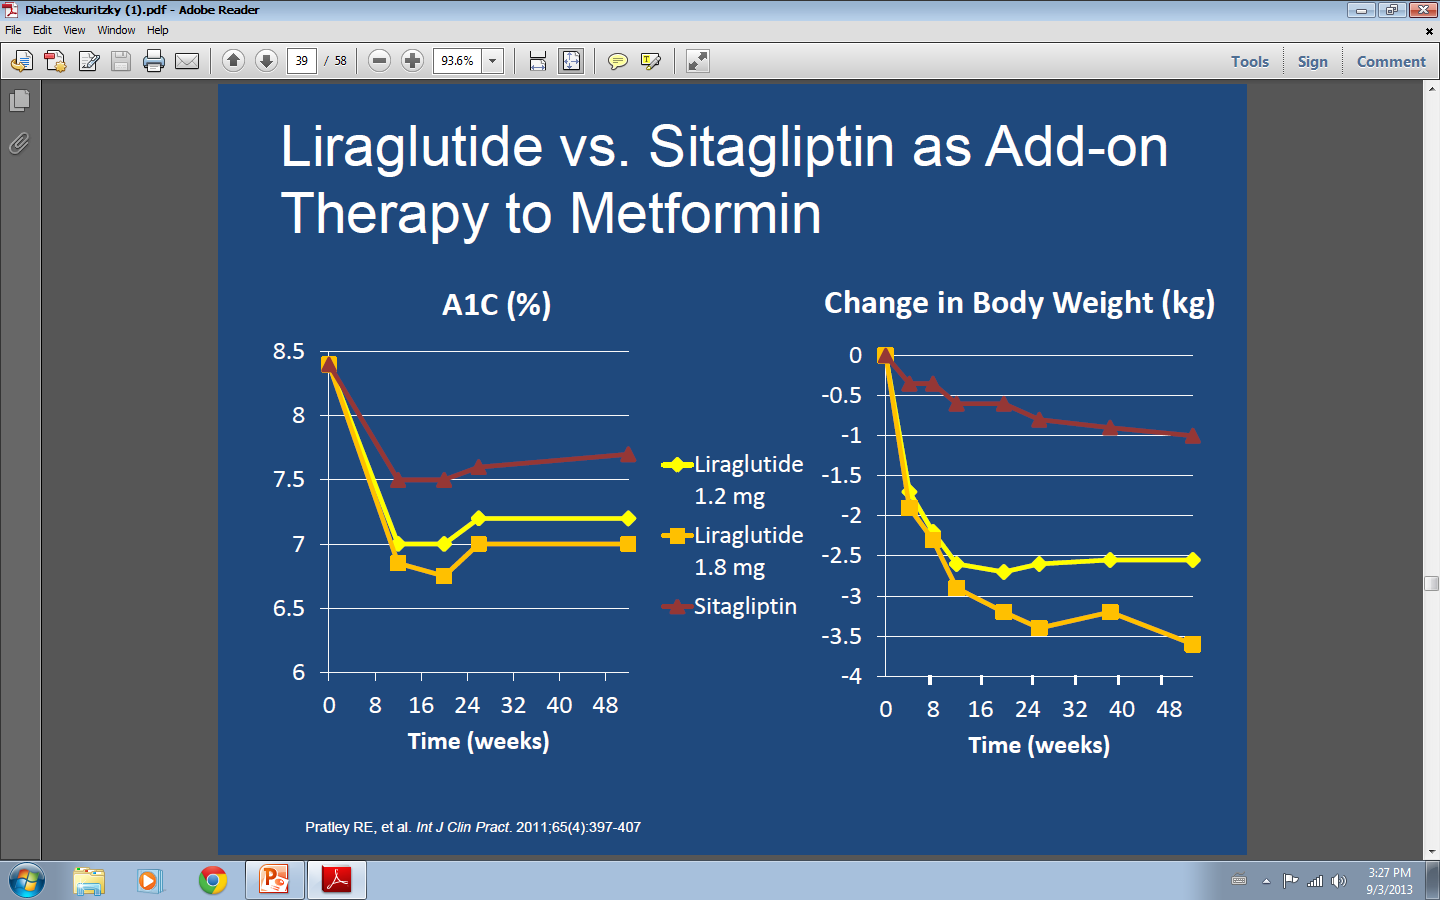 Diabeteskuritzky (1).pdf - Adobe Reader
File Edit View Window Help
39 / 58 93.6% Tools Sign Comment
Liraglutide vs. Sitagliptin as Add-on
Therapy to Metformin
A1C (%)
8.5
8
7.5
7
6.5
6
0 8 16 24 32 40 48
Time (weeks)
Liraglutide
1.2 mg
Liraglutide
1.8 mg
Sitagliptin
Change in Body Weight (kg)
0
-0.5
-1
-1.5
-2
-2.5
-3
-3.5
-4
0 8 16 24 32 40 48
Time (weeks)
Pratley RE, et al. Int J Clin Pract. 2011;65(4):397-407
3:27 PM
9/3/2013